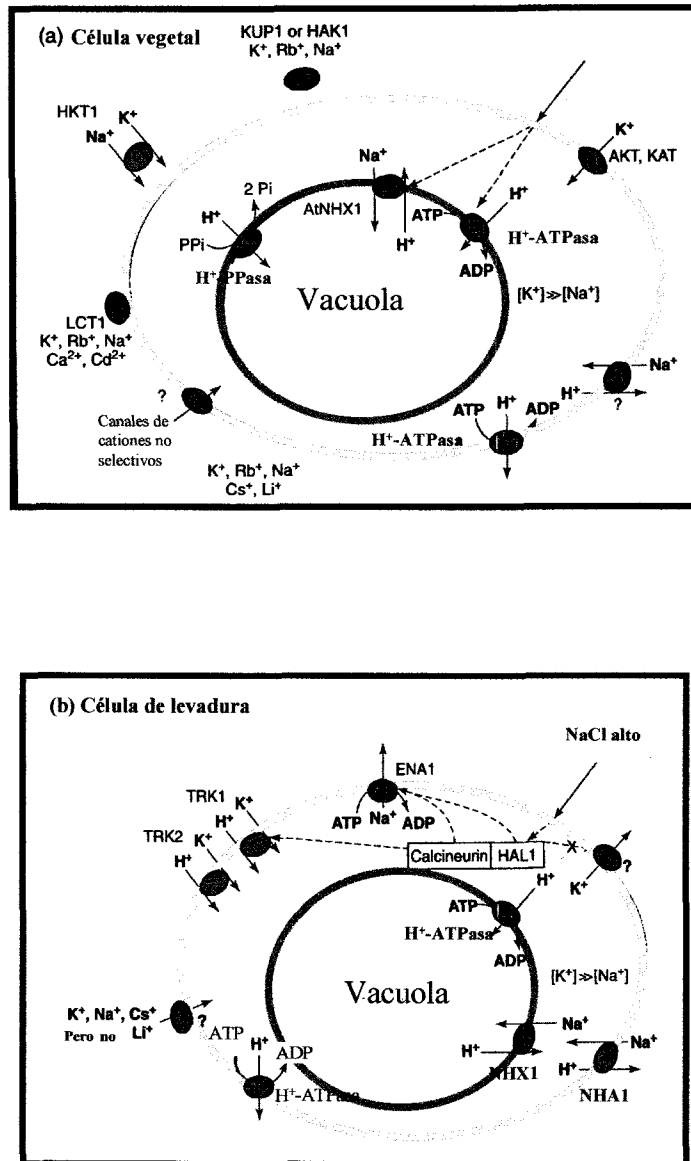 (a) Célula vegetal
KUP1 or HAK1
K⁺, Rb⁺, Na⁺
HKT1
K⁺
Na⁺
K⁺
AKT, KAT
Na⁺
AtNHX1
H⁺
2 Pi
H⁺
PPi
H⁺-PPasa
ATP
H⁺
H⁺-ATPasa
ADP
Vacuola
[K⁺]≫[Na⁺]
LCT1
K⁺, Rb⁺, Na⁺
Ca²⁺, Cd²⁺
?
Canales de
cationes no
selectivos
K⁺, Rb⁺, Na⁺
Cs⁺, Li⁺
H⁺-ATPasa
ATP
H⁺
ADP
Na⁺
H⁺
?
(b) Célula de levadura
NaCl alto
ENA1
ATP
Na⁺
ADP
TRK1
K⁺
H⁺
TRK2
K⁺
H⁺
Calcineurin
HAL1
X
K⁺
?
ATP
H⁺
H⁺-ATPasa
ADP
Vacuola
[K⁺]≫[Na⁺]
K⁺, Na⁺, Cs⁺
Pero no Li⁺
?
ATP
H⁺
ADP
H⁺-ATPasa
Na⁺
H⁺
NHX1
Na⁺
H⁺
NHA1